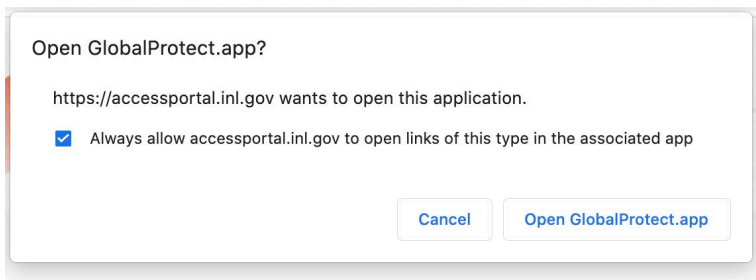 Open GlobalProtect.app?
https://accessportal.inl.gov wants to open this application.
Always allow accessportal.inl.gov to open links of this type in the associated app
Cancel Open GlobalProtect.app